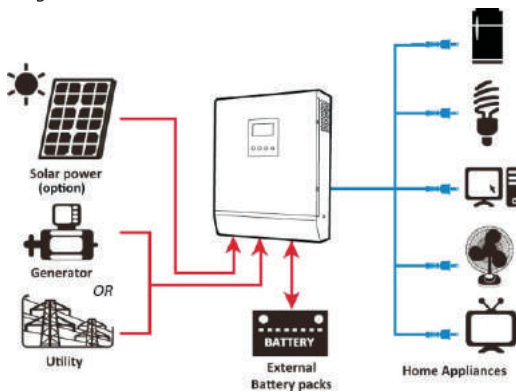 Solar power
(option)
Generator
OR
Utility
BATTERY
External
Battery packs
Home Appliances